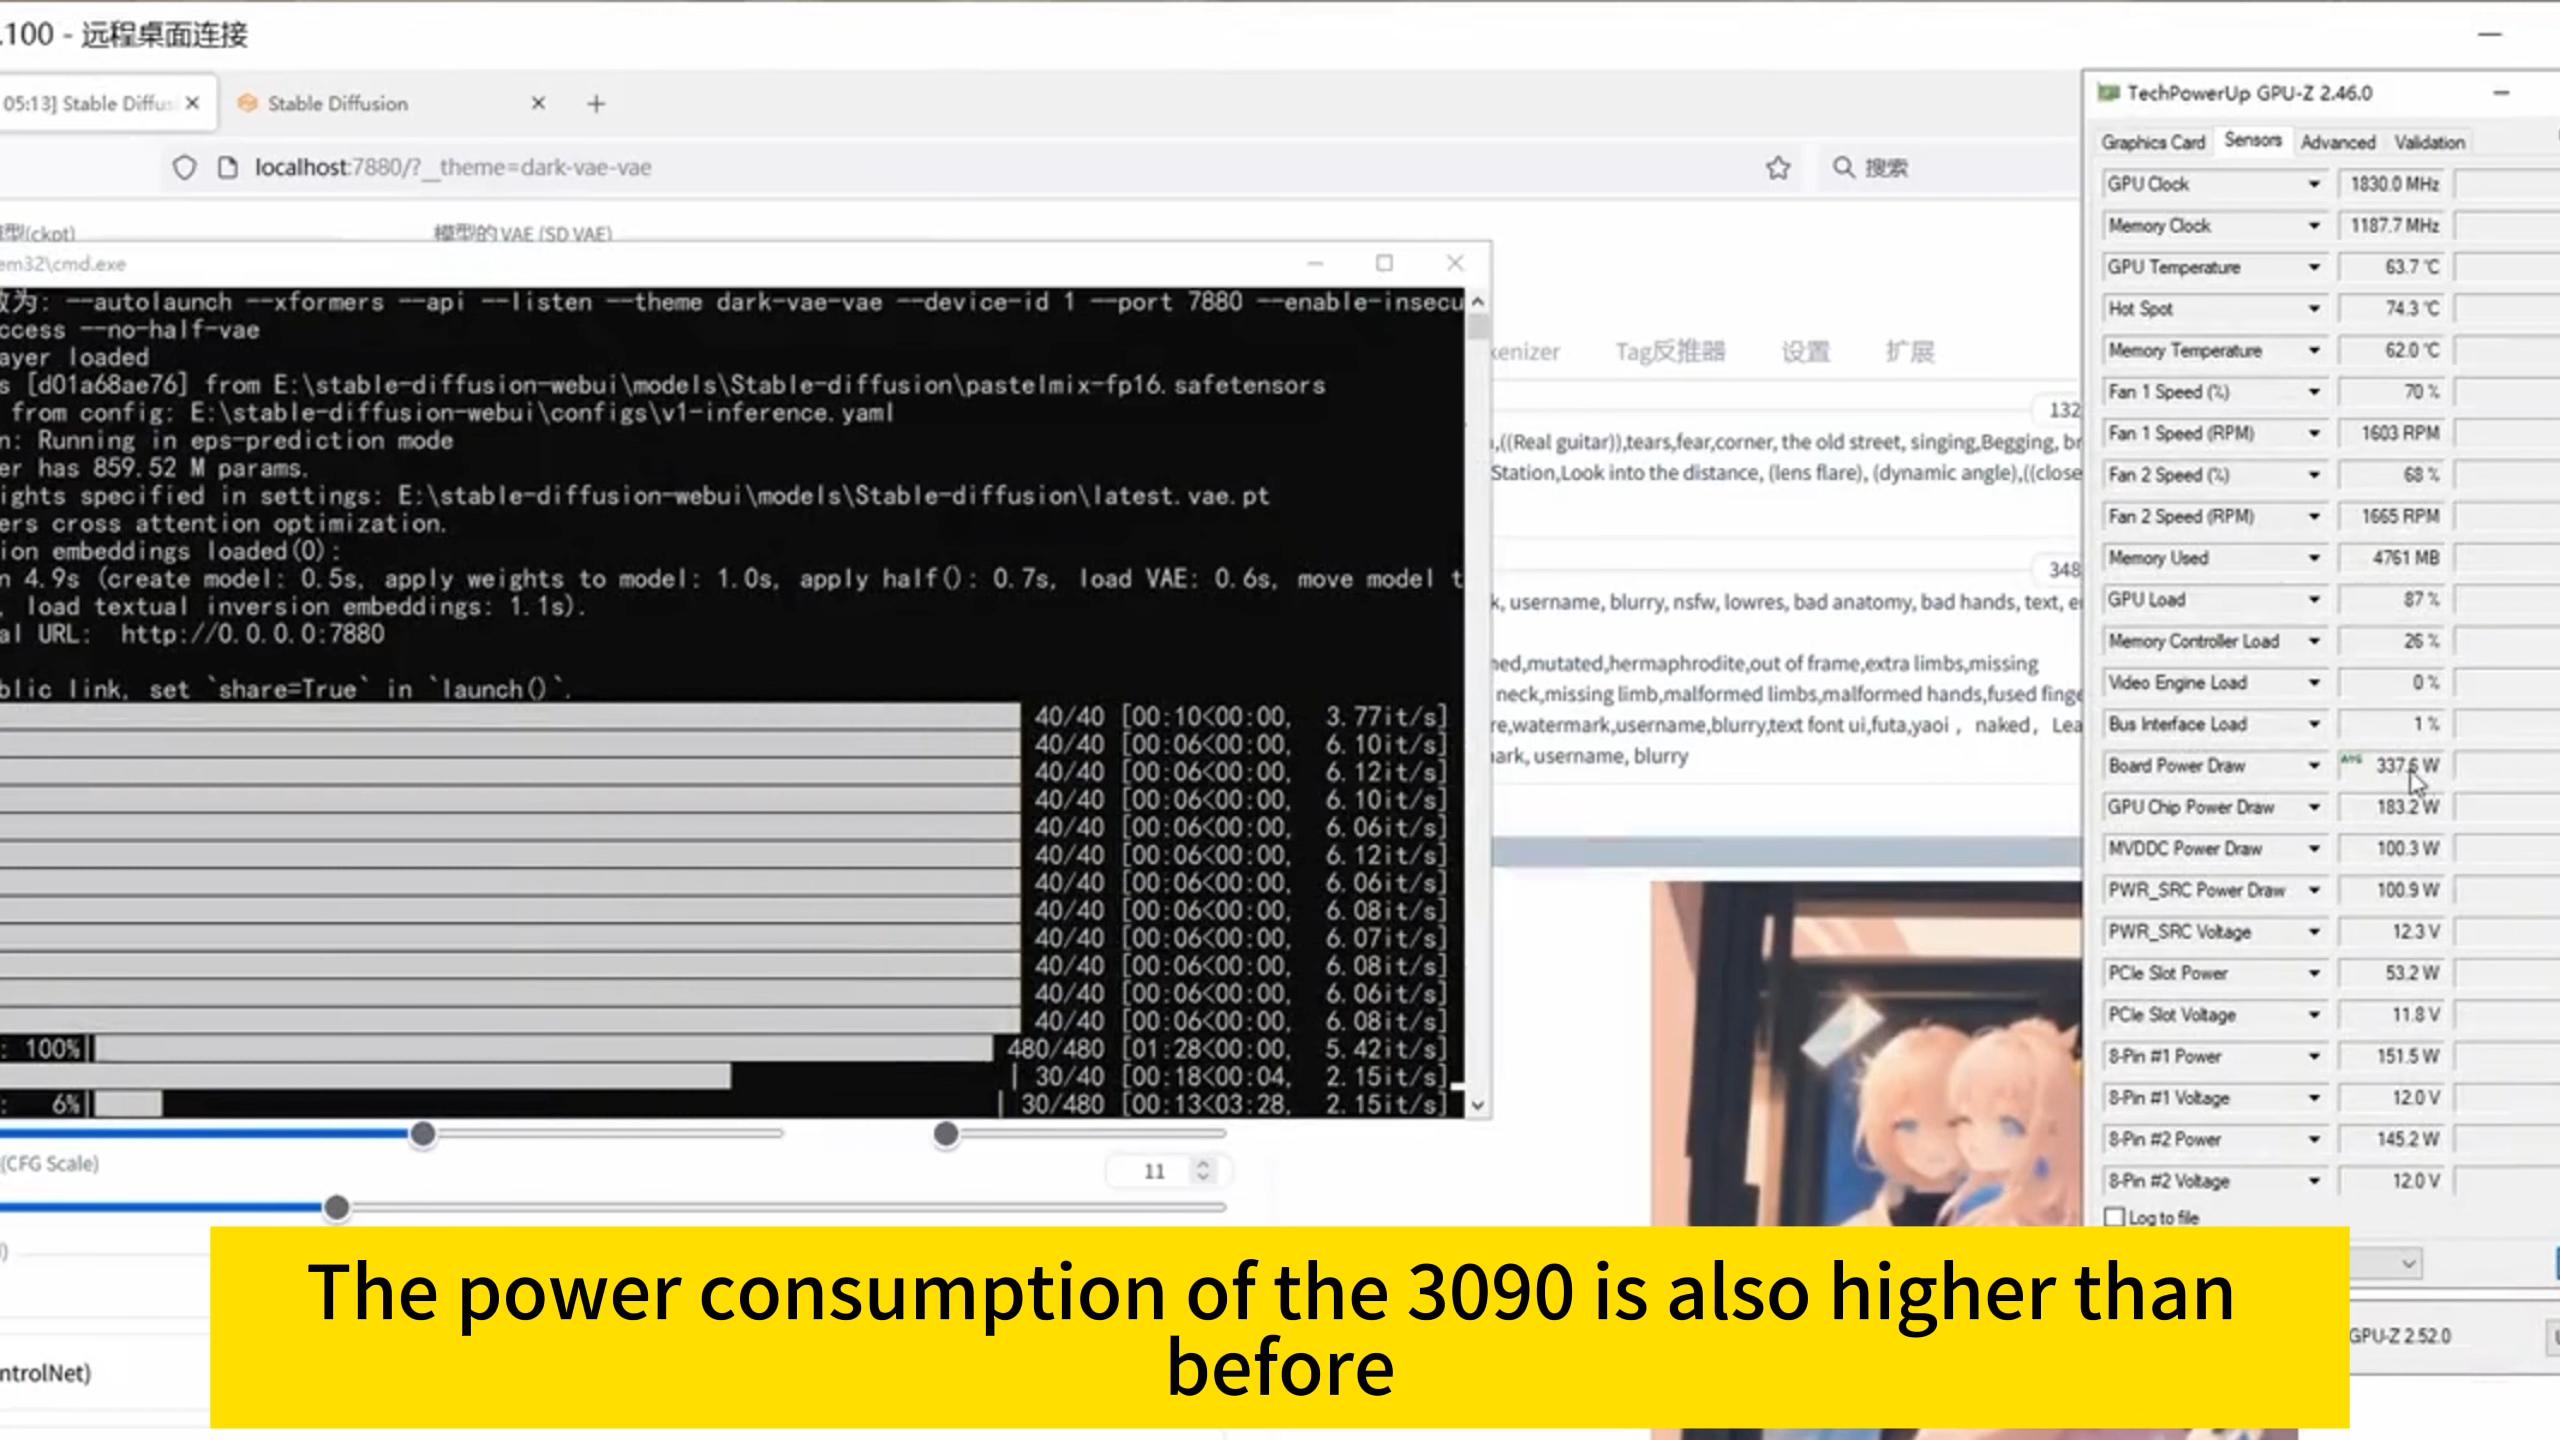 .100 - 远程桌面连接
05:13] Stable Diffus
Stable Diffusion
localhost:7880/?__theme=dark-vae-vae
搜索
型(ckpt)
模型的 VAE (SD VAE)
em32\cmd.exe
改为: --autolaunch --xformers --api --listen --theme dark-vae-vae --device-id 1 --port 7880 --enable-insecu
ccess --no-half-vae
ayer loaded
s [d01a68ae76] from E:\stable-diffusion-webui\models\Stable-diffusion\pastelmix-fp16.safetensors
from config: E:\stable-diffusion-webui\configs\v1-inference.yaml
n: Running in eps-prediction mode
er has 859.52 M params.
ights specified in settings: E:\stable-diffusion-webui\models\Stable-diffusion\latest.vae.pt
ers cross attention optimization.
ion embeddings loaded(0):
n 4.9s (create model: 0.5s, apply weights to model: 1.0s, apply half(): 0.7s, load VAE: 0.6s, move model t
, load textual inversion embeddings: 1.1s).
al URL:  http://0.0.0.0:7880
blic link, set `share=True` in `launch()`.
40/40 [00:10<00:00,  3.77it/s]
40/40 [00:06<00:00,  6.10it/s]
40/40 [00:06<00:00,  6.12it/s]
40/40 [00:06<00:00,  6.10it/s]
40/40 [00:06<00:00,  6.06it/s]
40/40 [00:06<00:00,  6.12it/s]
40/40 [00:06<00:00,  6.06it/s]
40/40 [00:06<00:00,  6.08it/s]
40/40 [00:06<00:00,  6.07it/s]
40/40 [00:06<00:00,  6.08it/s]
40/40 [00:06<00:00,  6.06it/s]
40/40 [00:06<00:00,  6.08it/s]
: 100%| 480/480 [01:28<00:00,  5.42it/s]
| 30/40 [00:18<00:04,  2.15it/s]
:   6%| | 30/480 [00:13<03:28,  2.15it/s]
kenizer
Tag反推器
设置
扩展
132
,((Real guitar)),tears,fear,corner, the old street, singing,Begging, br
Station,Look into the distance, (lens flare), (dynamic angle),((close
348
k, username, blurry, nsfw, lowres, bad anatomy, bad hands, text, e
ned,mutated,hermaphrodite,out of frame,extra limbs,missing
neck,missing limb,malformed limbs,malformed hands,fused finge
re,watermark,username,blurry,text font ui,futa,yaoi ，naked，Lea
ark, username, blurry
(CFG Scale)
11
)
ntrolNet)
TechPowerUp GPU-Z 2.46.0
Graphics Card Sensors Advanced Validation
GPU Clock 1830.0 MHz
Memory Clock 1187.7 MHz
GPU Temperature 63.7 °C
Hot Spot 74.3 °C
Memory Temperature 62.0 °C
Fan 1 Speed (%) 70 %
Fan 1 Speed (RPM) 1603 RPM
Fan 2 Speed (%) 68 %
Fan 2 Speed (RPM) 1665 RPM
Memory Used 4761 MB
GPU Load 87 %
Memory Controller Load 26 %
Video Engine Load 0 %
Bus Interface Load 1 %
Board Power Draw AVG 337.6 W
GPU Chip Power Draw 183.2 W
MVDDC Power Draw 100.3 W
PWR_SRC Power Draw 100.9 W
PWR_SRC Voltage 12.3 V
PCIe Slot Power 53.2 W
PCIe Slot Voltage 11.8 V
8-Pin #1 Power 151.5 W
8-Pin #1 Voltage 12.0 V
8-Pin #2 Power 145.2 W
8-Pin #2 Voltage 12.0 V
Log to file
GPU-Z 2.52.0
The power consumption of the 3090 is also higher than
before